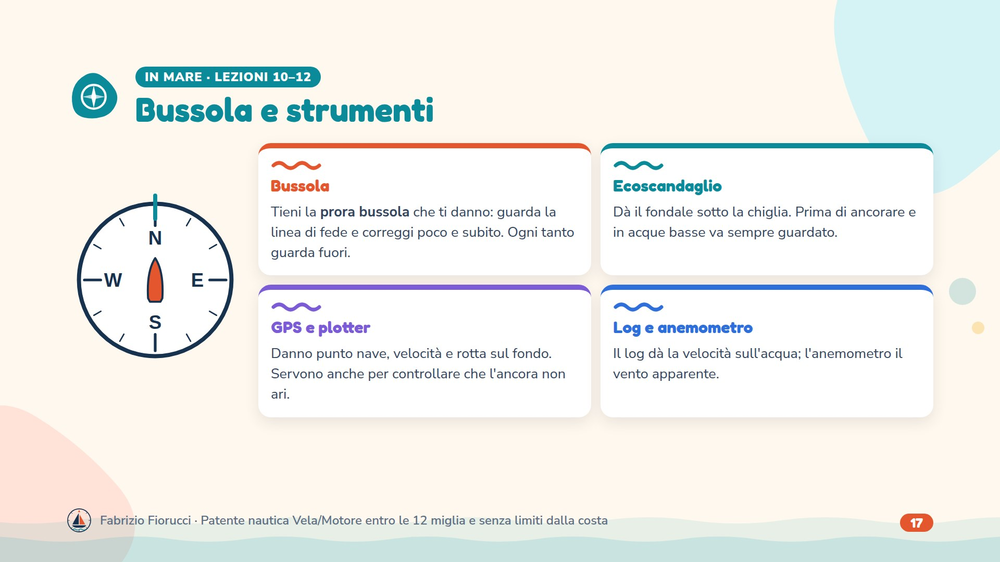 IN MARE · LEZIONI 10–12
Bussola e strumenti
N
W
E
S
Bussola
Tieni la prora bussola che ti danno: guarda la
linea di fede e correggi poco e subito. Ogni tanto
guarda fuori.
Ecoscandaglio
Dà il fondale sotto la chiglia. Prima di ancorare e
in acque basse va sempre guardato.
GPS e plotter
Danno punto nave, velocità e rotta sul fondo.
Servono anche per controllare che l'ancora non
ari.
Log e anemometro
Il log dà la velocità sull'acqua; l'anemometro il
vento apparente.
Fabrizio Fiorucci · Patente nautica Vela/Motore entro le 12 miglia e senza limiti dalla costa
17